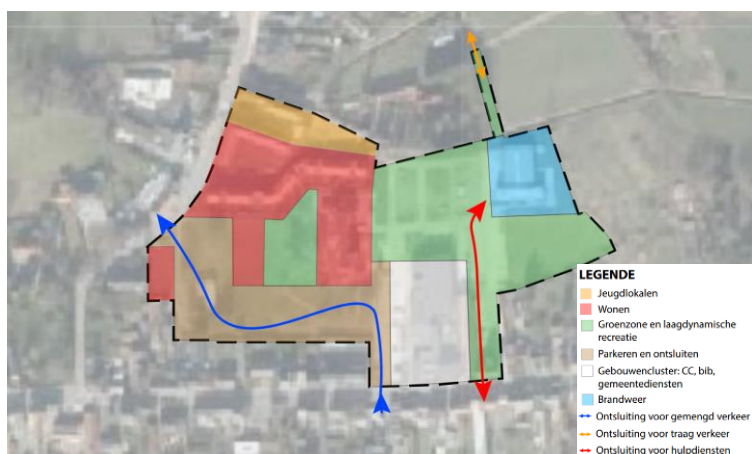 LEGENDE
Jeugdlokalen
Wonen
Groenzone en laagdynamische
recreatie
Parkeren en ontsluiten
Gebouwencluster: CC, bib,
gemeentediensten
Brandweer
Ontsluiting voor gemengd verkeer
Ontsluiting voor traag verkeer
Ontsluiting voor hulpdiensten